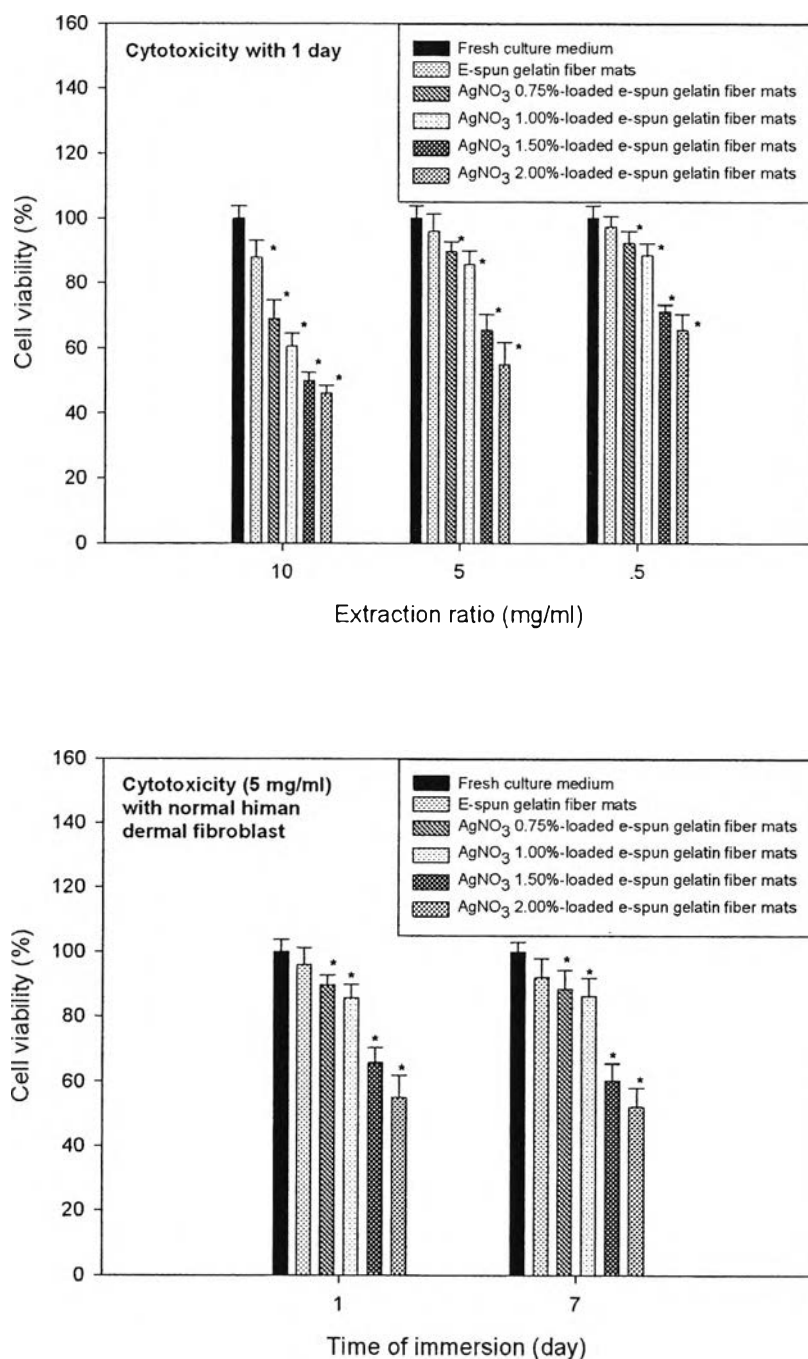 160
140
120
100
80
60
40
20
0
Cell viability (%)
Cytotoxicity with 1 day
Fresh culture medium
E-spun gelatin fiber mats
AgNO3 0.75%-loaded e-spun gelatin fiber mats
AgNO3 1.00%-loaded e-spun gelatin fiber mats
AgNO3 1.50%-loaded e-spun gelatin fiber mats
AgNO3 2.00%-loaded e-spun gelatin fiber mats
* * * * *
* * * *
* * * *
10 5 .5
Extraction ratio (mg/ml)
160
140
120
100
80
60
40
20
0
Cell viability (%)
Cytotoxicity (5 mg/ml)
with normal himan
dermal fibroblast
Fresh culture medium
E-spun gelatin fiber mats
AgNO3 0.75%-loaded e-spun gelatin fiber mats
AgNO3 1.00%-loaded e-spun gelatin fiber mats
AgNO3 1.50%-loaded e-spun gelatin fiber mats
AgNO3 2.00%-loaded e-spun gelatin fiber mats
* * * *
* * * *
1 7
Time of immersion (day)